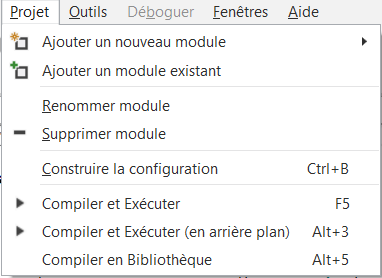 Projet Outils Déboguer Fenêtres Aide
Ajouter un nouveau module
Ajouter un module existant
Renommer module
Supprimer module
Construire la configuration Ctrl+B
Compiler et Exécuter F5
Compiler et Exécuter (en arrière plan) Alt+3
Compiler en Bibliothèque Alt+5